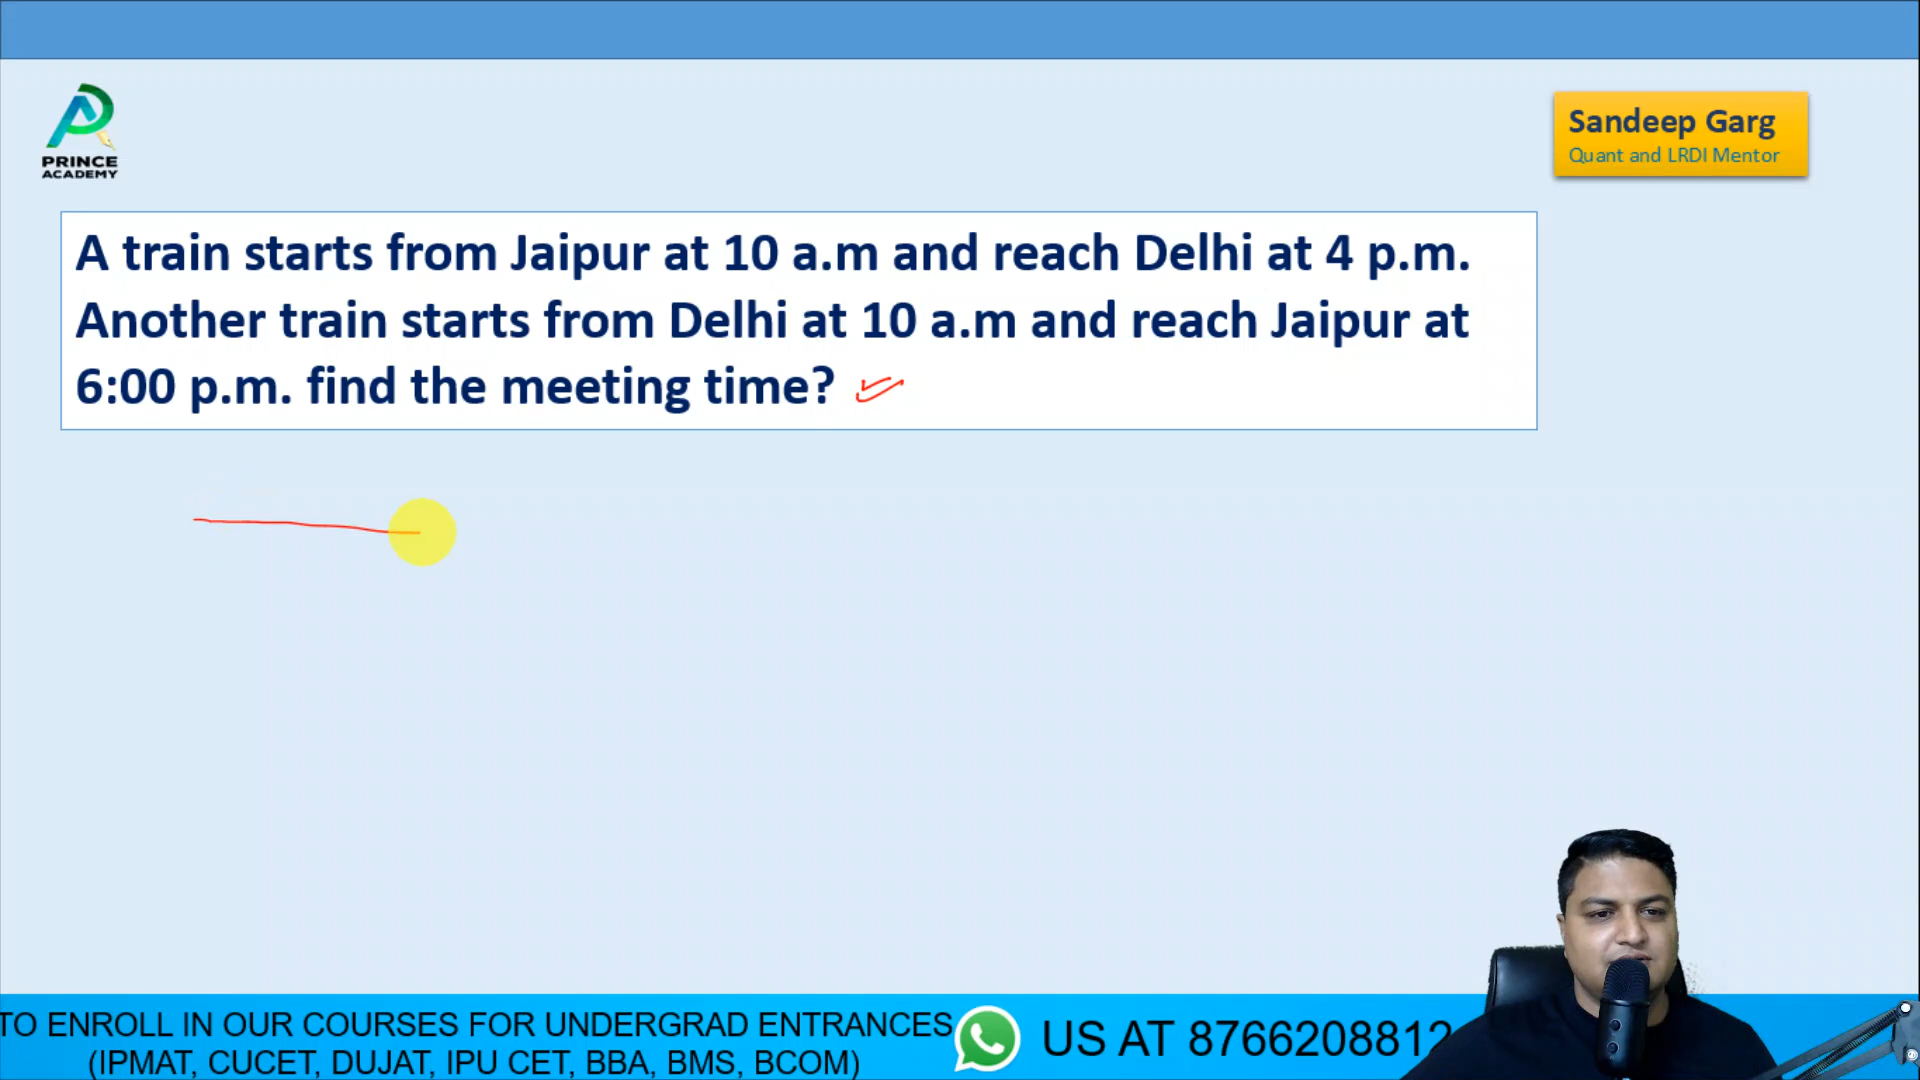 PRINCE
ACADEMY
Sandeep Garg
Quant and LRDI Mentor
A train starts from Jaipur at 10 a.m and reach Delhi at 4 p.m.
Another train starts from Delhi at 10 a.m and reach Jaipur at
6:00 p.m. find the meeting time?
TO ENROLL IN OUR COURSES FOR UNDERGRAD ENTRANCES
(IPMAT, CUCET, DUJAT, IPU CET, BBA, BMS, BCOM)
US AT 8766208812